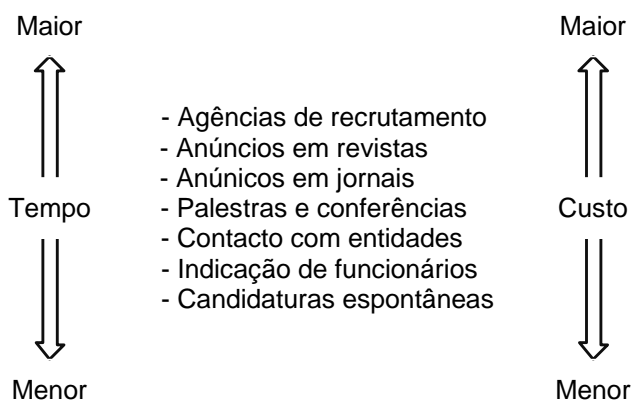 Maior Maior
- Agências de recrutamento
- Anúncios em revistas
- Anúnicos em jornais
Tempo - Palestras e conferências Custo
- Contacto com entidades
- Indicação de funcionários
- Candidaturas espontâneas
Menor Menor